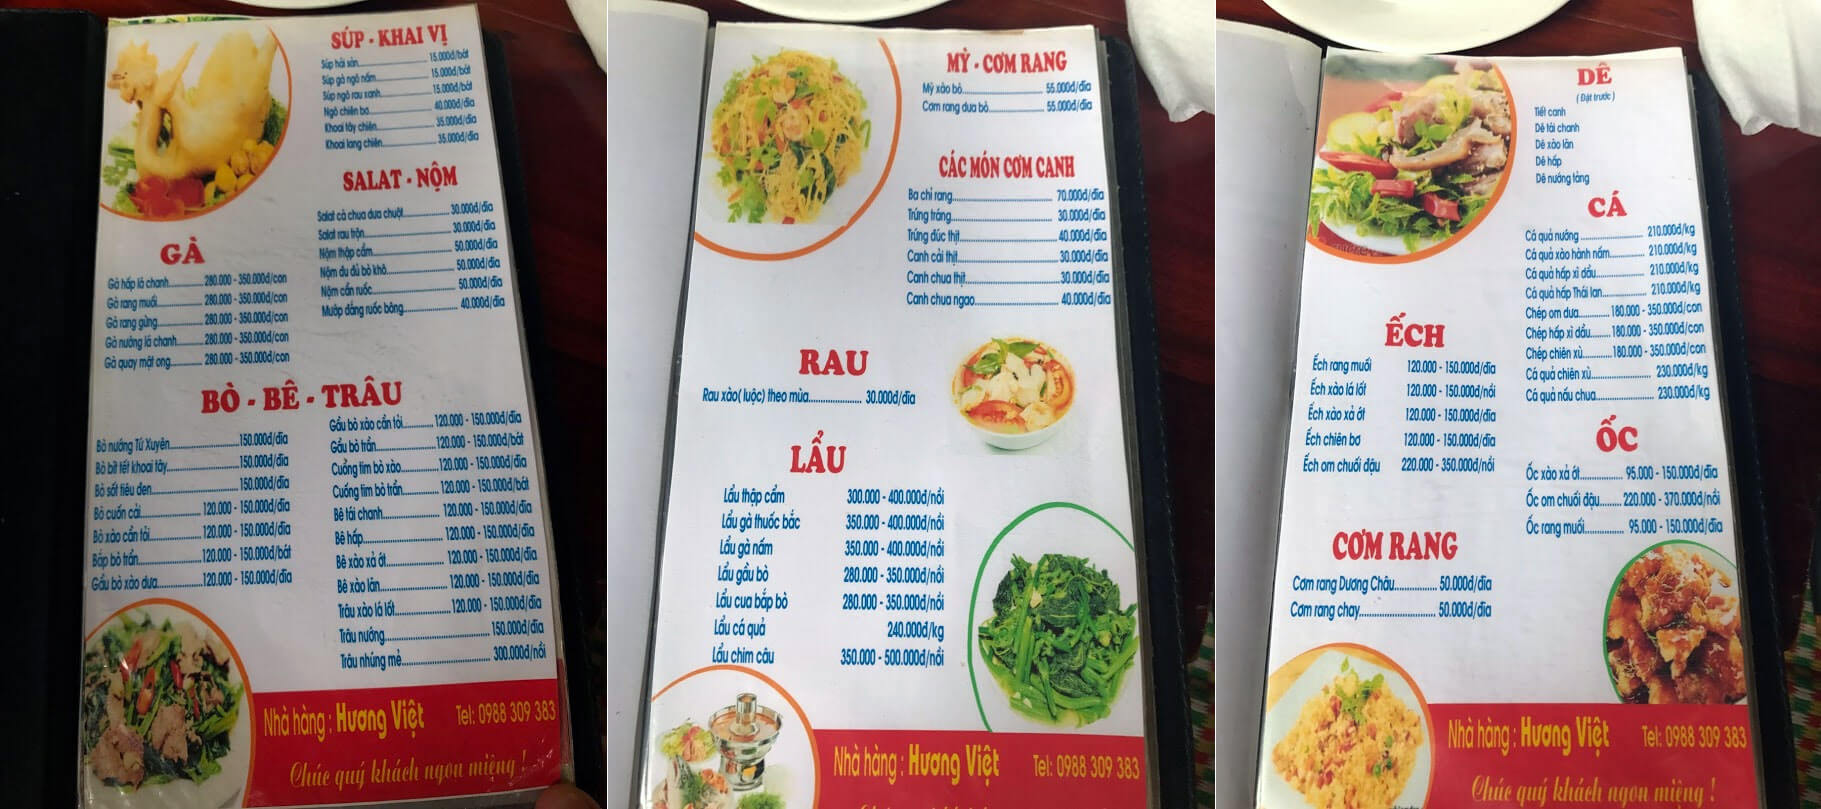 SÚP - KHAI VỊ
Súp hải sản 15.000đ/bát
Súp gà ngô nấm 15.000đ/bát
Súp ngô rau xanh 15.000đ/bát
Ngô chiên bơ 40.000đ/đĩa
Khoai tây chiên 35.000đ/đĩa
Khoai lang chiên 35.000đ/đĩa
SALAT - NỘM
Salat cà chua dưa chuột 30.000đ/đĩa
Salat rau trộn 30.000đ/đĩa
Nộm thập cẩm 50.000đ/đĩa
Nộm đu đủ bò khô 50.000đ/đĩa
Nộm cần ruốc 50.000đ/đĩa
Mướp đắng ruốc bông 40.000đ/đĩa
GÀ
Gà hấp lá chanh 280.000 - 350.000đ/con
Gà rang muối 280.000 - 350.000đ/con
Gà rang gừng 280.000 - 350.000đ/con
Gà nướng lá chanh 280.000 - 350.000đ/con
Gà quay mật ong 280.000 - 350.000đ/con
BÒ - BÊ - TRÂU
Bò nướng Tứ Xuyên 150.000đ/đĩa
Bò bít tết khoai tây 150.000đ/đĩa
Bò sốt tiêu đen 150.000đ/đĩa
Bò cuốn cải 120.000 - 150.000đ/đĩa
Bò xào cần tỏi 120.000 - 150.000đ/đĩa
Bắp bò trần 120.000 - 150.000đ/bát
Gầu bò xào dưa 120.000 - 150.000đ/đĩa
Gầu bò xào cần tỏi 120.000 - 150.000đ/đĩa
Gầu bò trần 120.000 - 150.000đ/bát
Cuống tim bò xào 120.000 - 150.000đ/đĩa
Cuống tim bò trần 120.000 - 150.000đ/bát
Bê tái chanh 120.000 - 150.000đ/đĩa
Bê hấp 120.000 - 150.000đ/đĩa
Bê xào xả ớt 120.000 - 150.000đ/đĩa
Bê xào lăn 120.000 - 150.000đ/đĩa
Trâu xào lá lốt 120.000 - 150.000đ/đĩa
Trâu nướng 150.000đ/đĩa
Trâu nhúng mẻ 300.000đ/nồi
Nhà hàng : Hương Việt Tel: 0988 309 383
Chúc quý khách ngon miệng !
MỲ - CƠM RANG
Mỳ xào bò 55.000đ/đĩa
Cơm rang dưa bò 55.000đ/đĩa
CÁC MÓN CƠM CANH
Ba chỉ rang 70.000đ/đĩa
Trứng tráng 30.000đ/đĩa
Trứng đúc thịt 40.000đ/đĩa
Canh cải thịt 30.000đ/đĩa
Canh chua thịt 30.000đ/đĩa
Canh chua ngao 40.000đ/đĩa
RAU
Rau xào( luộc) theo mùa 30.000đ/đĩa
LẨU
Lẩu thập cẩm 300.000 - 400.000đ/nồi
Lẩu gà thuốc bắc 350.000 - 400.000đ/nồi
Lẩu gà nấm 350.000 - 400.000đ/nồi
Lẩu gầu bò 280.000 - 350.000đ/nồi
Lẩu cua bắp bò 280.000 - 350.000đ/nồi
Lẩu cá quả 240.000đ/kg
Lẩu chim câu 350.000 - 500.000đ/nồi
Nhà hàng : Hương Việt Tel: 0988 309 383
DÊ
( Đặt trước )
Tiết canh
Dê tái chanh
Dê xào lăn
Dê hấp
Dê nướng tảng
CÁ
Cá quả nướng 210.000đ/kg
Cá quả xào hành nấm 210.000đ/kg
Cá quả hấp xì dầu 210.000đ/kg
Cá quả hấp Thái lan 210.000đ/kg
Chép om dưa 180.000 - 350.000đ/con
Chép hấp xì dầu 180.000 - 350.000đ/con
Chép chiên xù 180.000 - 350.000đ/con
Cá quả chiên xù 230.000đ/kg
Cá quả nấu chua 230.000đ/kg
ẾCH
Ếch rang muối 120.000 - 150.000đ/đĩa
Ếch xào lá lốt 120.000 - 150.000đ/nồi
Ếch xào xả ớt 120.000 - 150.000đ/đĩa
Ếch chiên bơ 120.000 - 150.000đ/đĩa
Ếch om chuối đậu 220.000 - 350.000đ/nồi
ỐC
Ốc xào xả ớt 95.000 - 150.000đ/đĩa
Ốc om chuối đậu 220.000 - 370.000đ/nồi
Ốc rang muối 95.000 - 150.000đ/đĩa
CƠM RANG
Cơm rang Dương Châu 50.000đ/đĩa
Cơm rang chay 50.000đ/đĩa
Nhà hàng : Hương Việt Tel: 0988 309 383
Chúc quý khách ngon miệng !